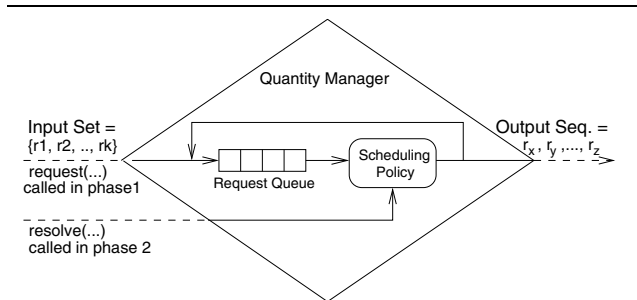 Quantity Manager
Input Set =
{r1, r2, .., rk}
request(...)
called in phase1
Request Queue
Scheduling
Policy
Output Seq. =
rx , ry ,..., rz
resolve(...)
called in phase 2